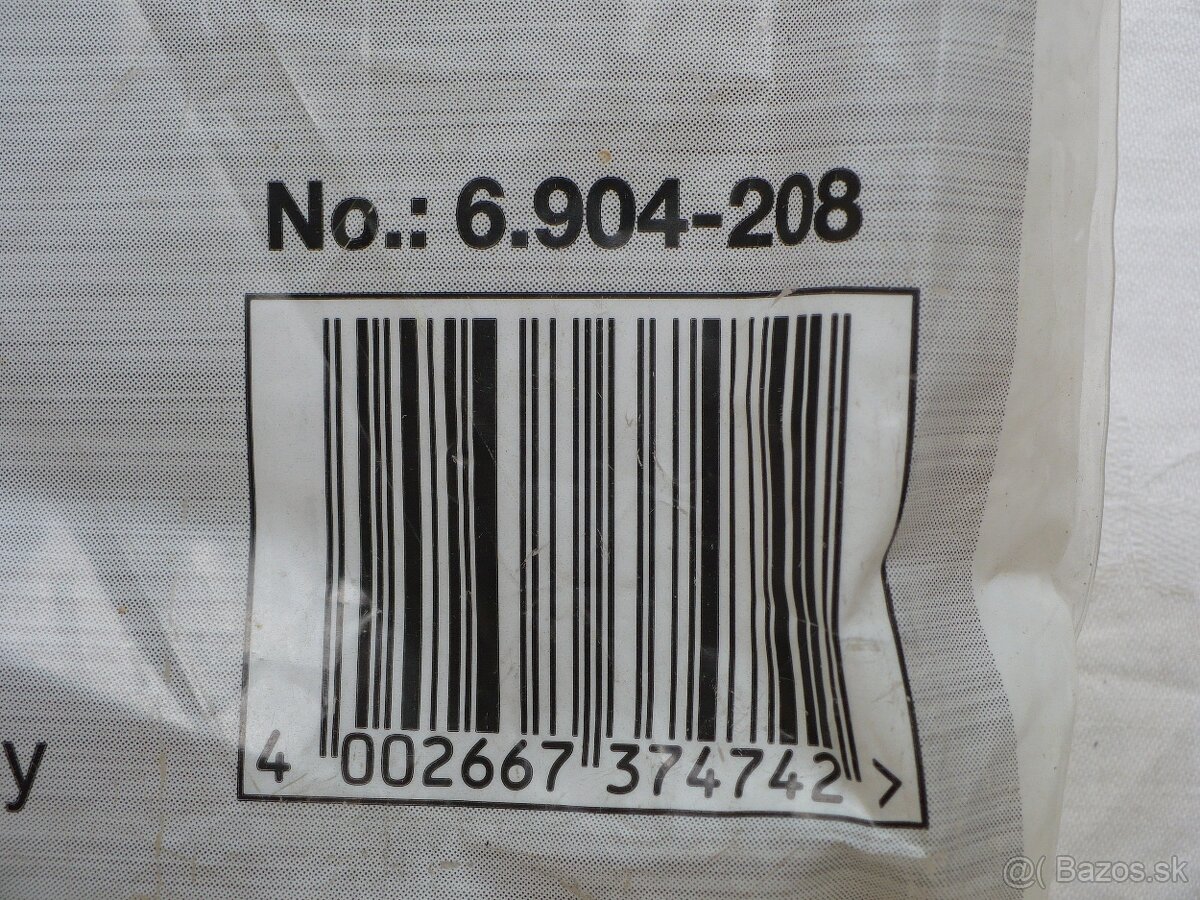 No.: 6.904-208
y
4 002667 374742 >
@( Bazos.sk